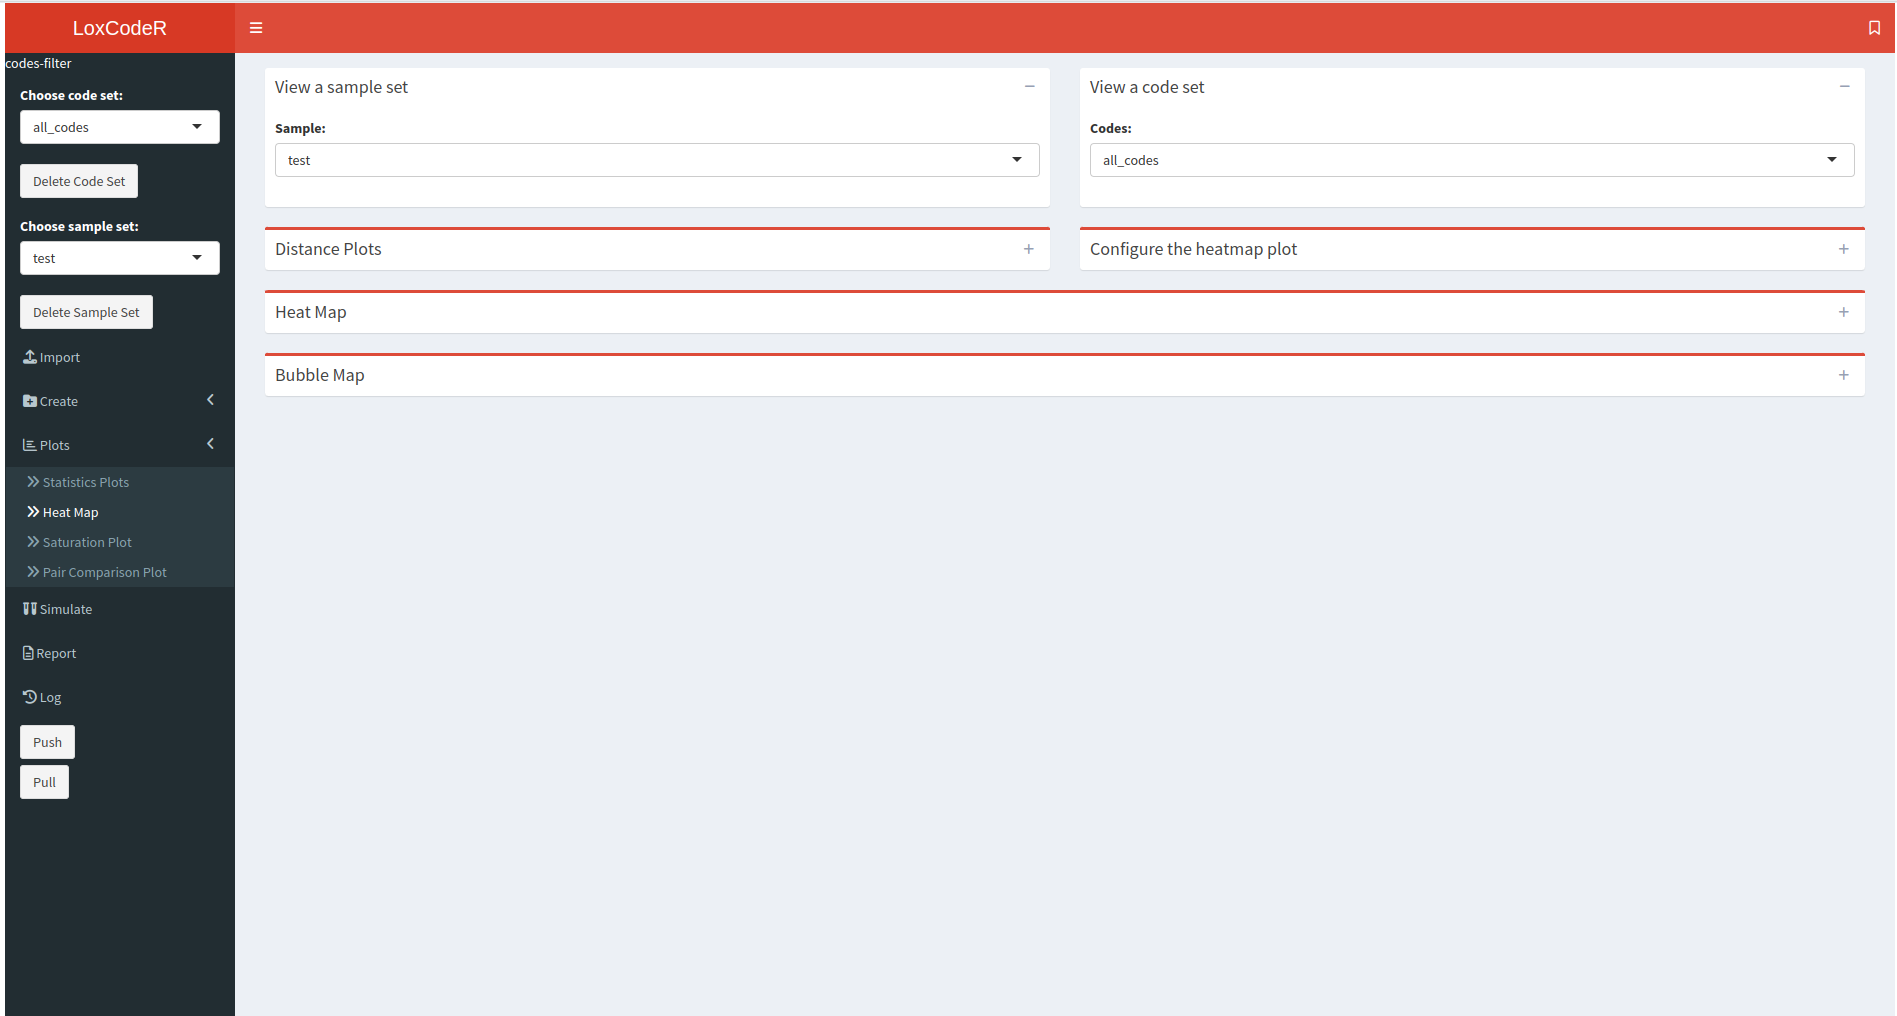 LoxCodeR
codes-filter
Choose code set:
all_codes
Delete Code Set
Choose sample set:
test
Delete Sample Set
Import
Create
Plots
Statistics Plots
Heat Map
Saturation Plot
Pair Comparison Plot
Simulate
Report
Log
Push
Pull
View a sample set
Sample:
test
View a code set
Codes:
all_codes
Distance Plots
Configure the heatmap plot
Heat Map
Bubble Map